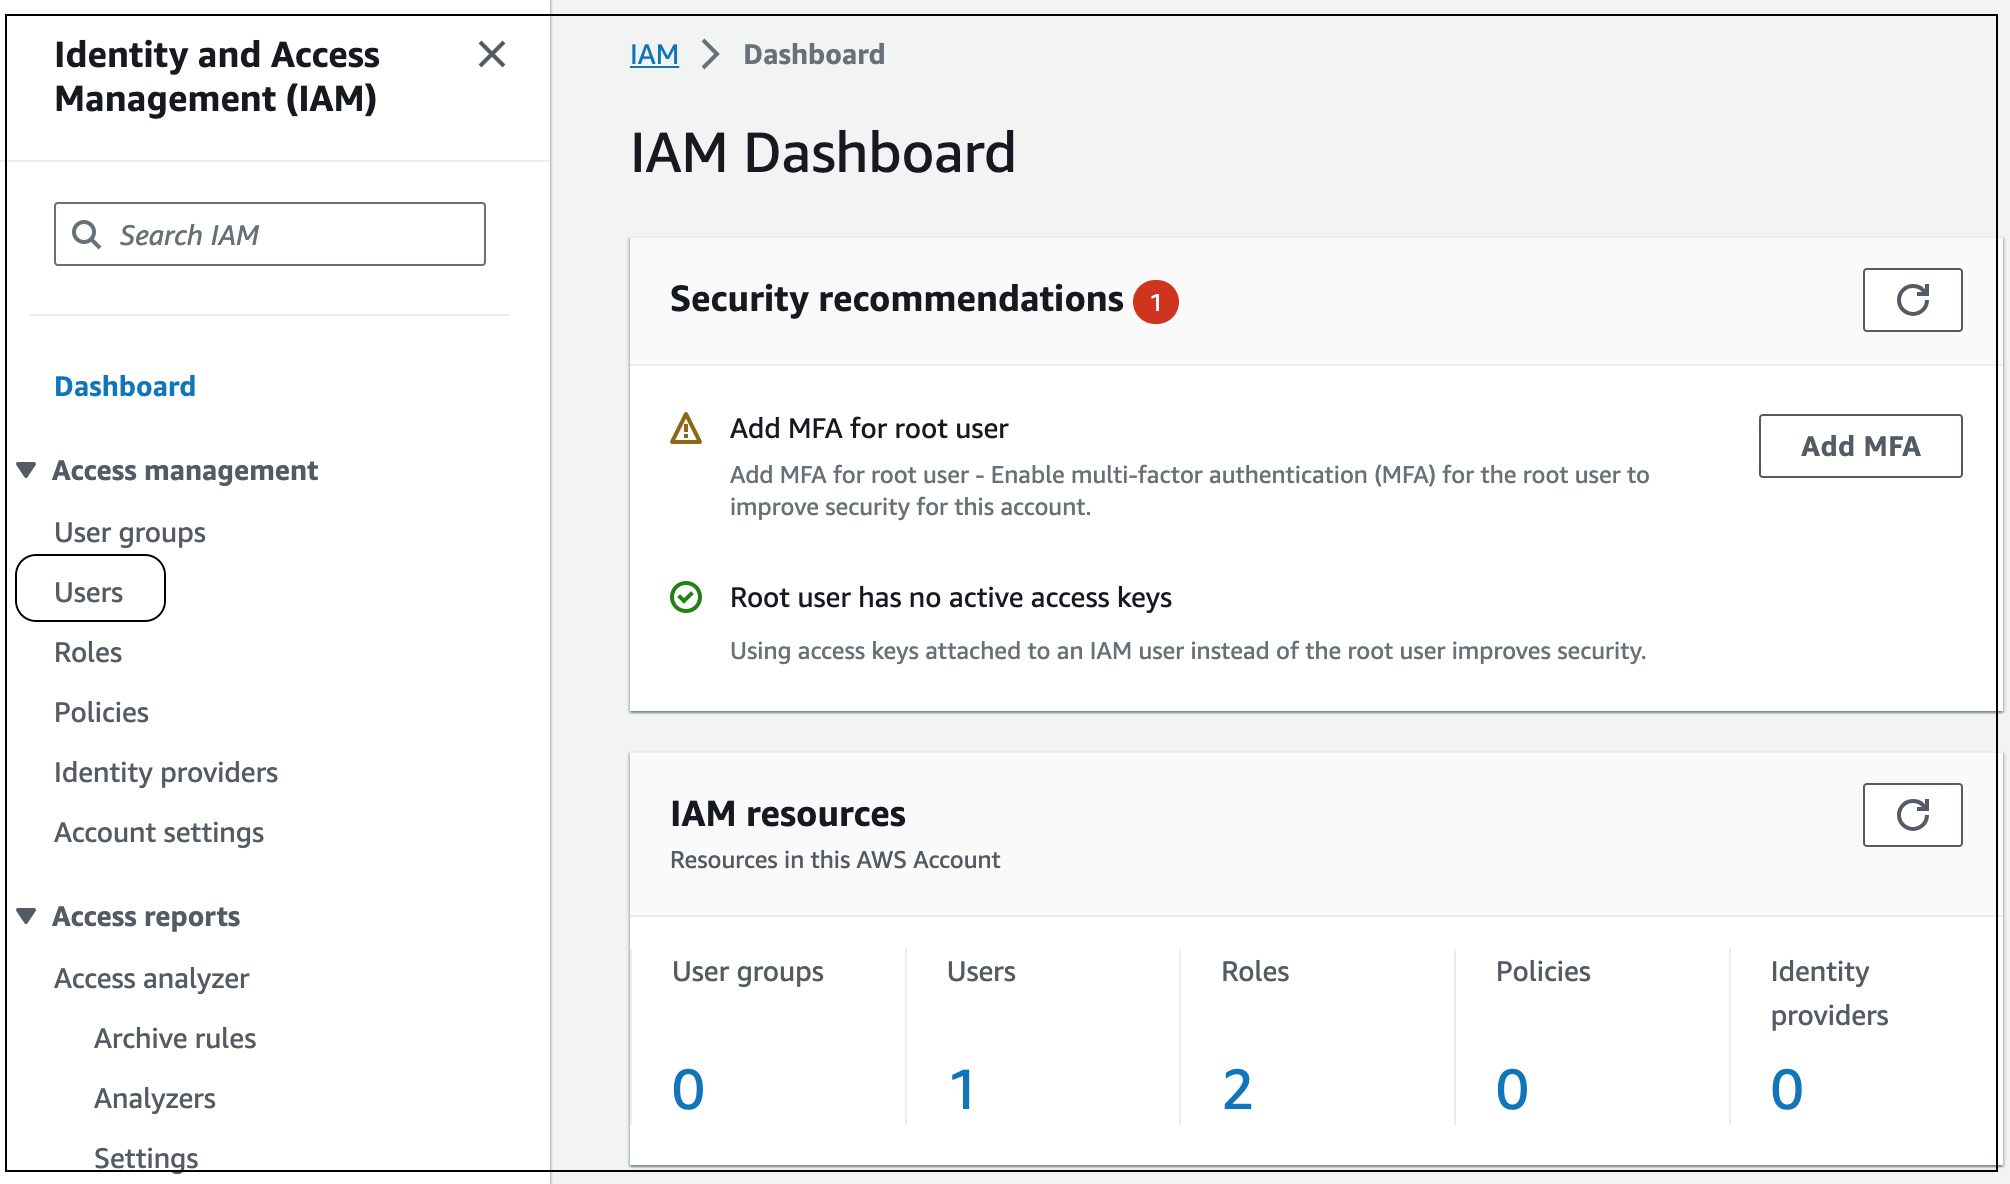 Identity and Access
Management (IAM)
Search IAM
Dashboard
Access management
User groups
Users
Roles
Policies
Identity providers
Account settings
Access reports
Access analyzer
Archive rules
Analyzers
Settings
IAM > Dashboard
IAM Dashboard
Security recommendations 1
Add MFA for root user
Add MFA
Add MFA for root user - Enable multi-factor authentication (MFA) for the root user to
improve security for this account.
Root user has no active access keys
Using access keys attached to an IAM user instead of the root user improves security.
IAM resources
Resources in this AWS Account
User groups
0
Users
1
Roles
2
Policies
0
Identity
providers
0